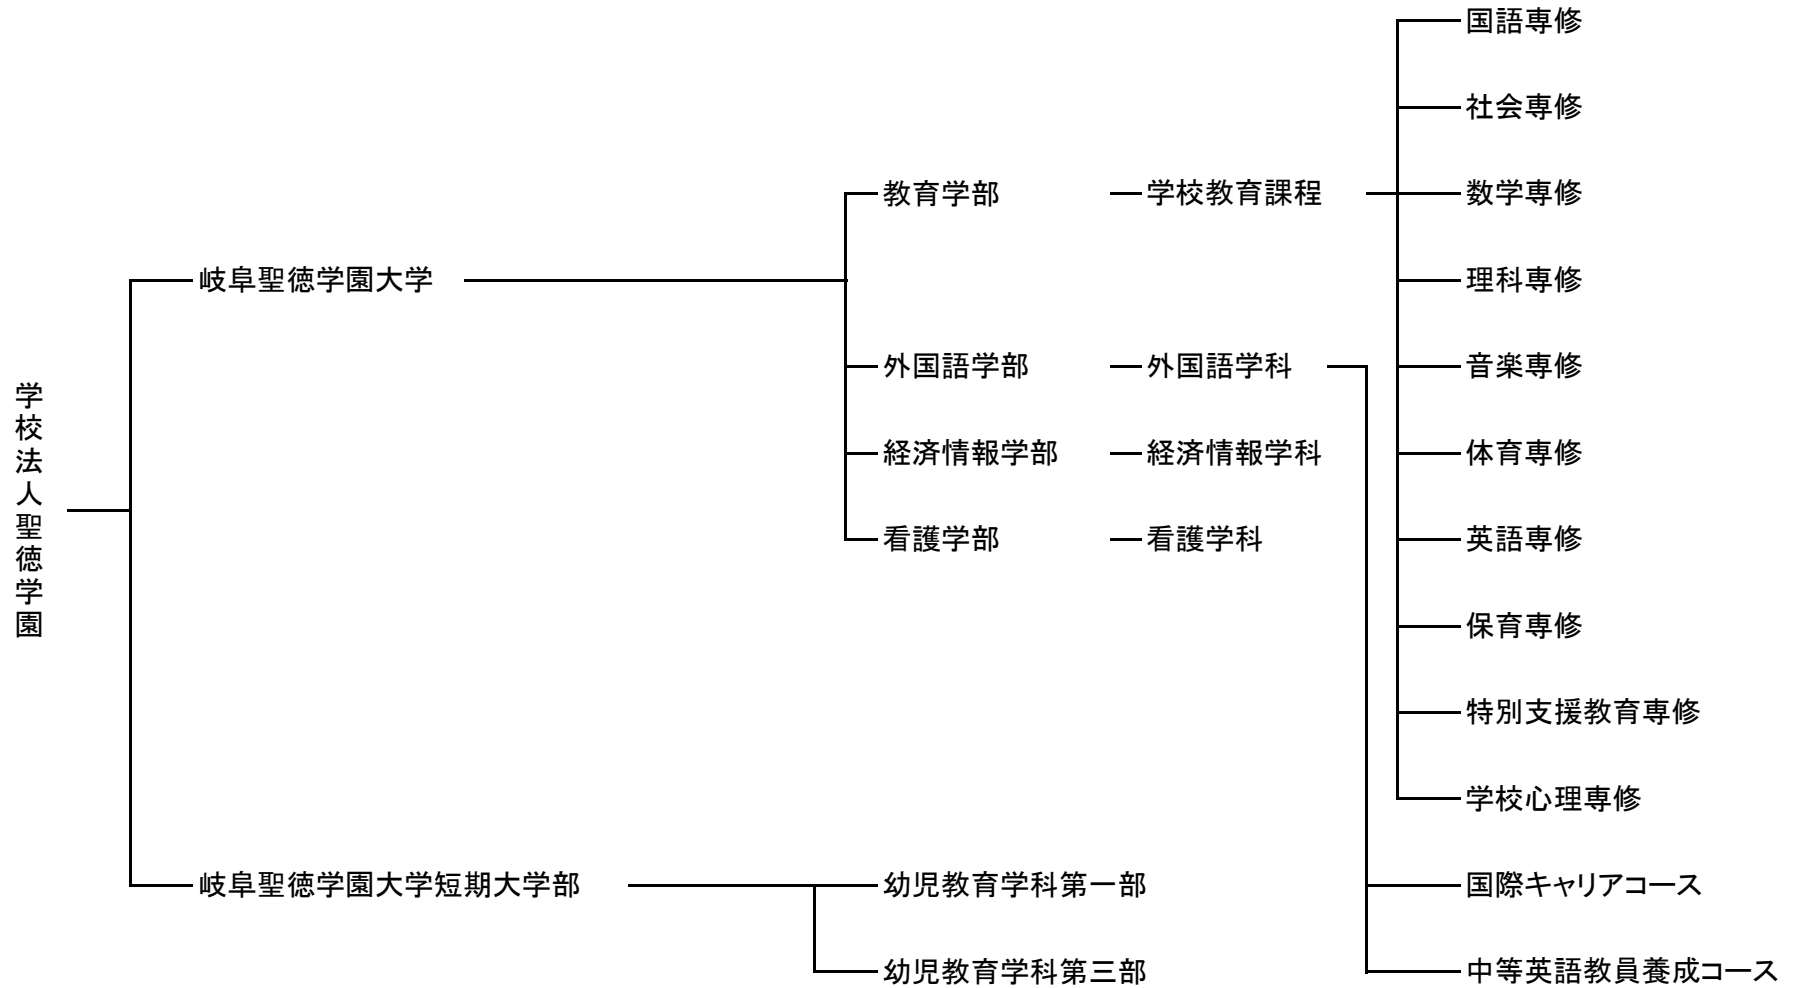 学校法人聖徳学園
岐阜聖徳学園大学
教育学部
学校教育課程
国語専修
社会専修
数学専修
理科専修
音楽専修
体育専修
英語専修
保育専修
特別支援教育専修
学校心理専修
外国語学部
外国語学科
国際キャリアコース
中等英語教員養成コース
経済情報学部
経済情報学科
看護学部
看護学科
岐阜聖徳学園大学短期大学部
幼児教育学科第一部
幼児教育学科第三部